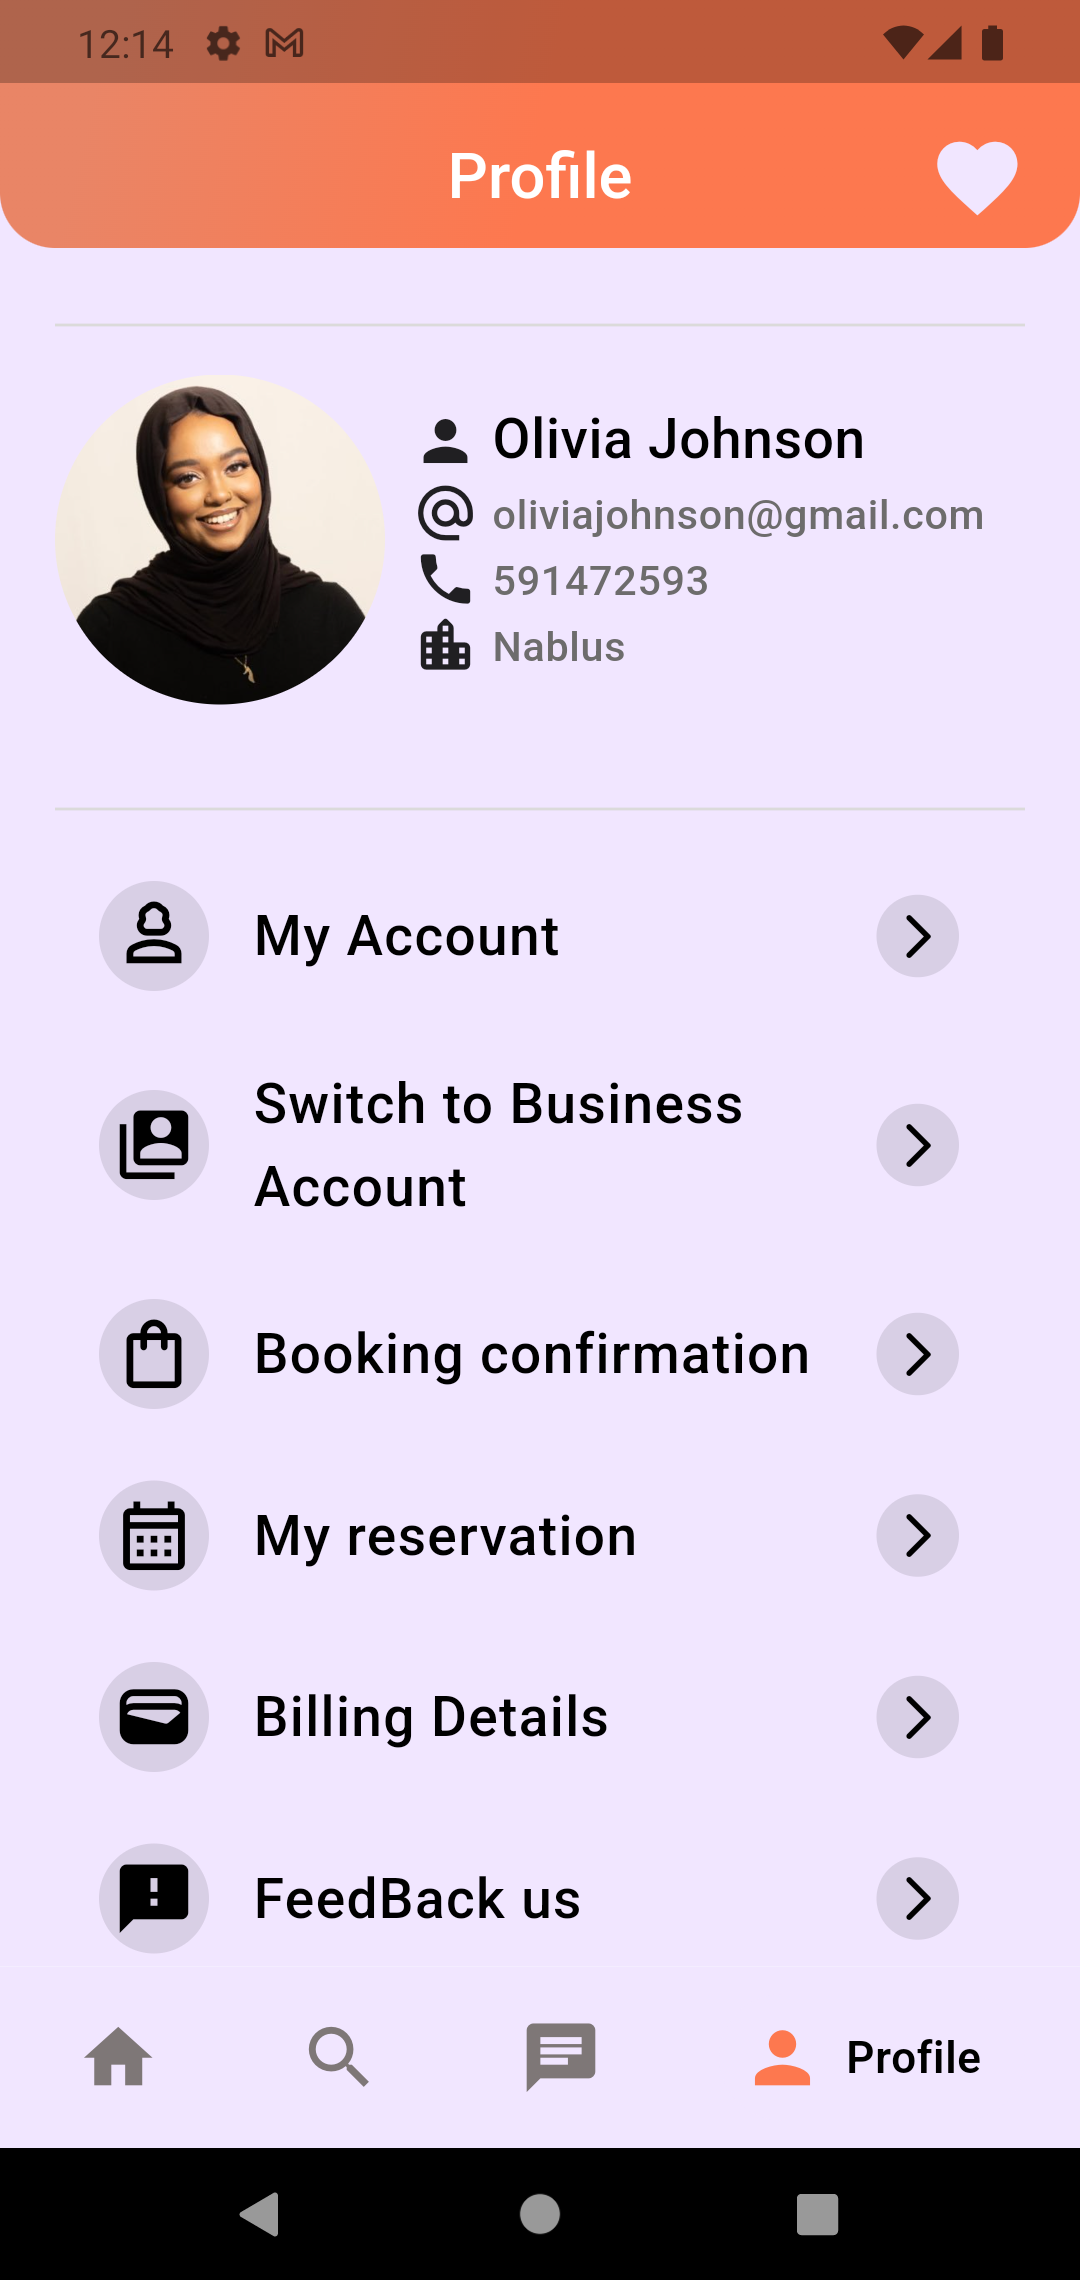 12:14
Profile
Olivia Johnson
oliviajohnson@gmail.com
591472593
Nablus
My Account
Switch to Business
Account
Booking confirmation
My reservation
Billing Details
FeedBack us
Profile